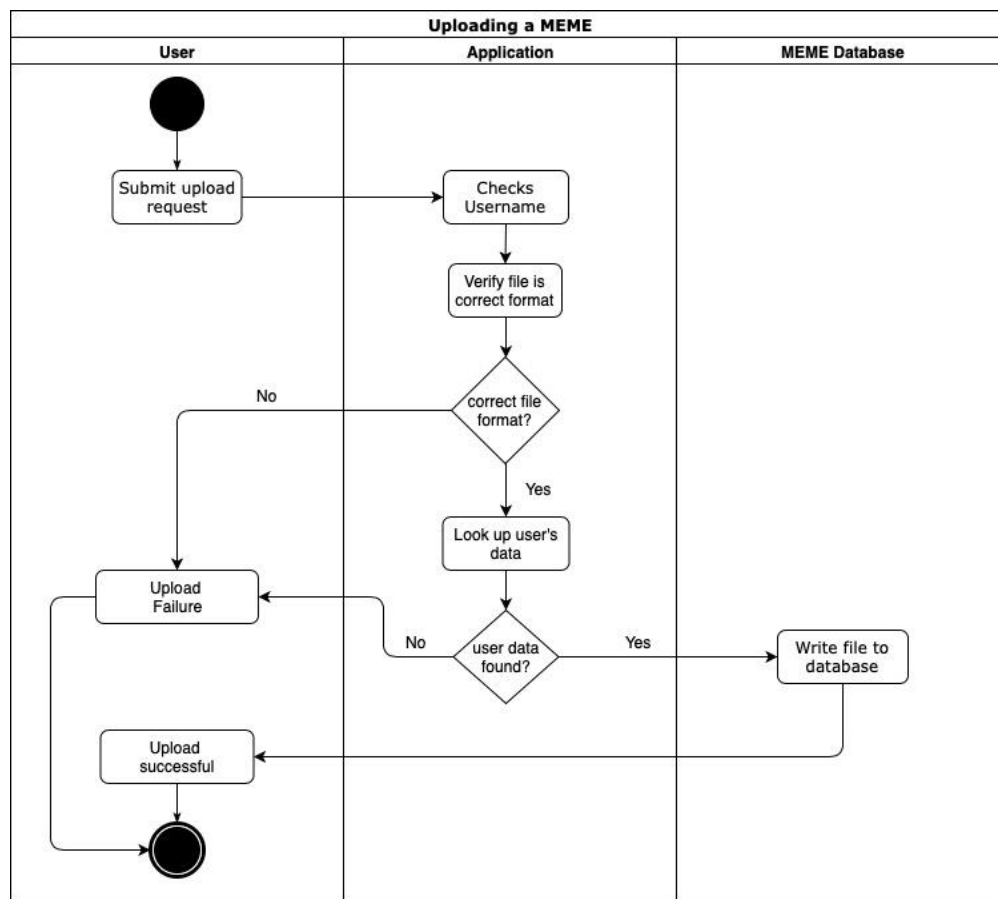 Uploading a MEME
User
Application
MEME Database
Submit upload
request
Checks
Username
Verify file is
correct format
correct file
format?
No
Yes
Look up user's
data
Upload
Failure
No
user data
found?
Yes
Write file to
database
Upload
successful